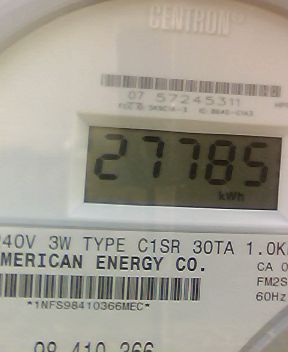 CENTRON®
07 57245311
27785
kWh
240V 3W TYPE C1SR 30TA 1.0K
MERICAN ENERGY CO.
CA 0
FM2S
60Hz
*1NFS98410366MEC*
98 410 366